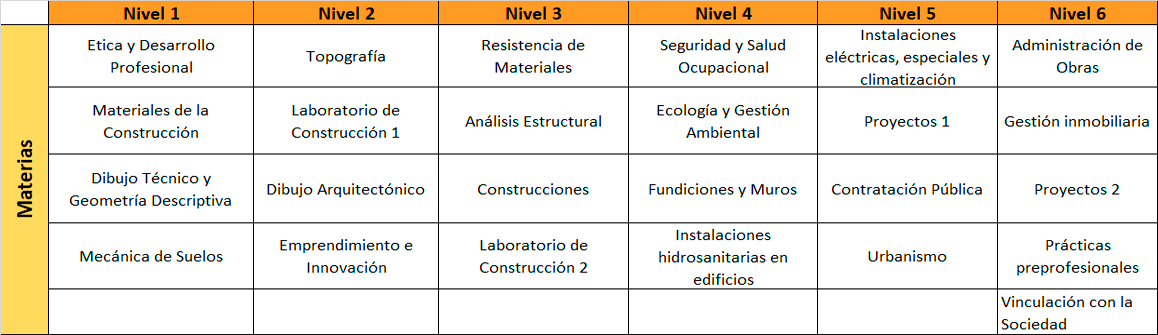 Nivel 1 Nivel 2 Nivel 3 Nivel 4 Nivel 5 Nivel 6
Materias
Etica y Desarrollo
Profesional
Topografía
Resistencia de
Materiales
Seguridad y Salud
Ocupacional
Instalaciones
eléctricas, especiales y
climatización
Administración de
Obras
Materiales de la
Construcción
Laboratorio de
Construcción 1
Análisis Estructural
Ecología y Gestión
Ambiental
Proyectos 1
Gestión inmobiliaria
Dibujo Técnico y
Geometría Descriptiva
Dibujo Arquitectónico
Construcciones
Fundiciones y Muros
Contratación Pública
Proyectos 2
Mecánica de Suelos
Emprendimiento e
Innovación
Laboratorio de
Construcción 2
Instalaciones
hidrosanitarias en
edificios
Urbanismo
Prácticas
preprofesionales
Vinculación con la
Sociedad